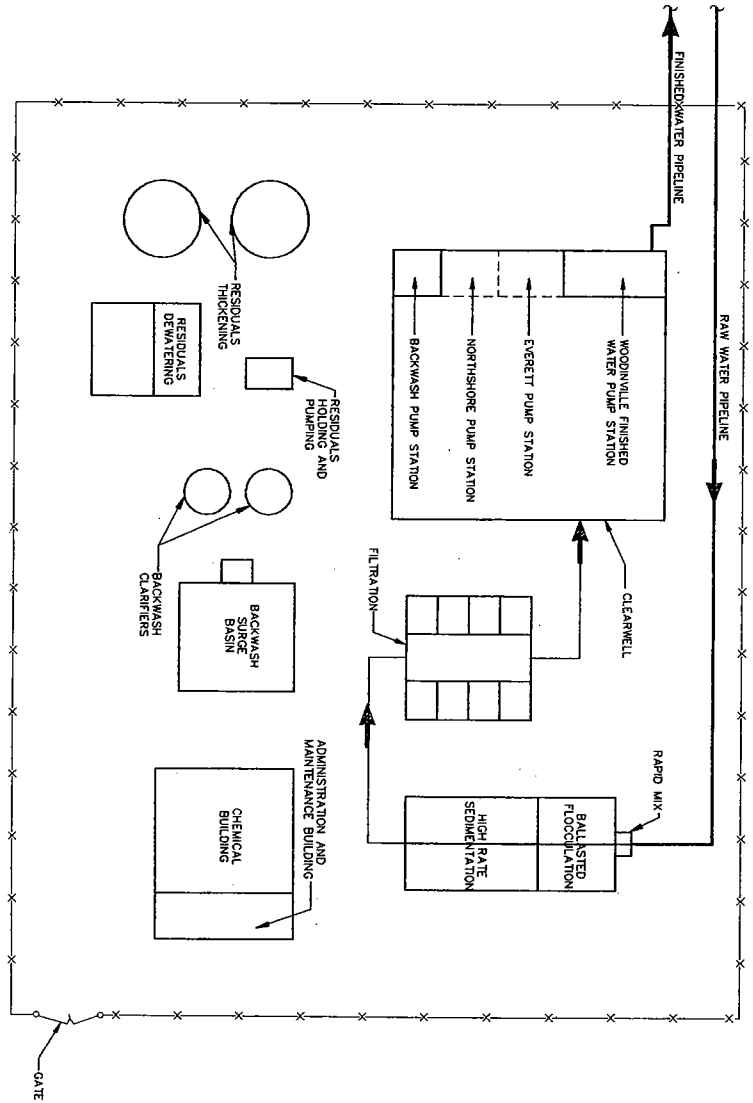 RAW WATER PIPELINE
FINISHED WATER PIPELINE
WOODINVILLE FINISHED
WATER PUMP STATION
EVERETT PUMP STATION
NORTHSHORE PUMP STATION
BACKWASH PUMP STATION
CLEARWELL
FILTRATION
RAPID MIX
BALLASTED
FLOCCULATION
HIGH RATE
SEDIMENTATION
RESIDUALS
THICKENING
RESIDUALS
DEWATERING
RESIDUALS
HOLDING AND
PUMPING
BACKWASH
CLARIFIERS
BACKWASH
SURGE
BASIN
ADMINISTRATION AND
MAINTENANCE BUILDING
CHEMICAL
BUILDING
GATE